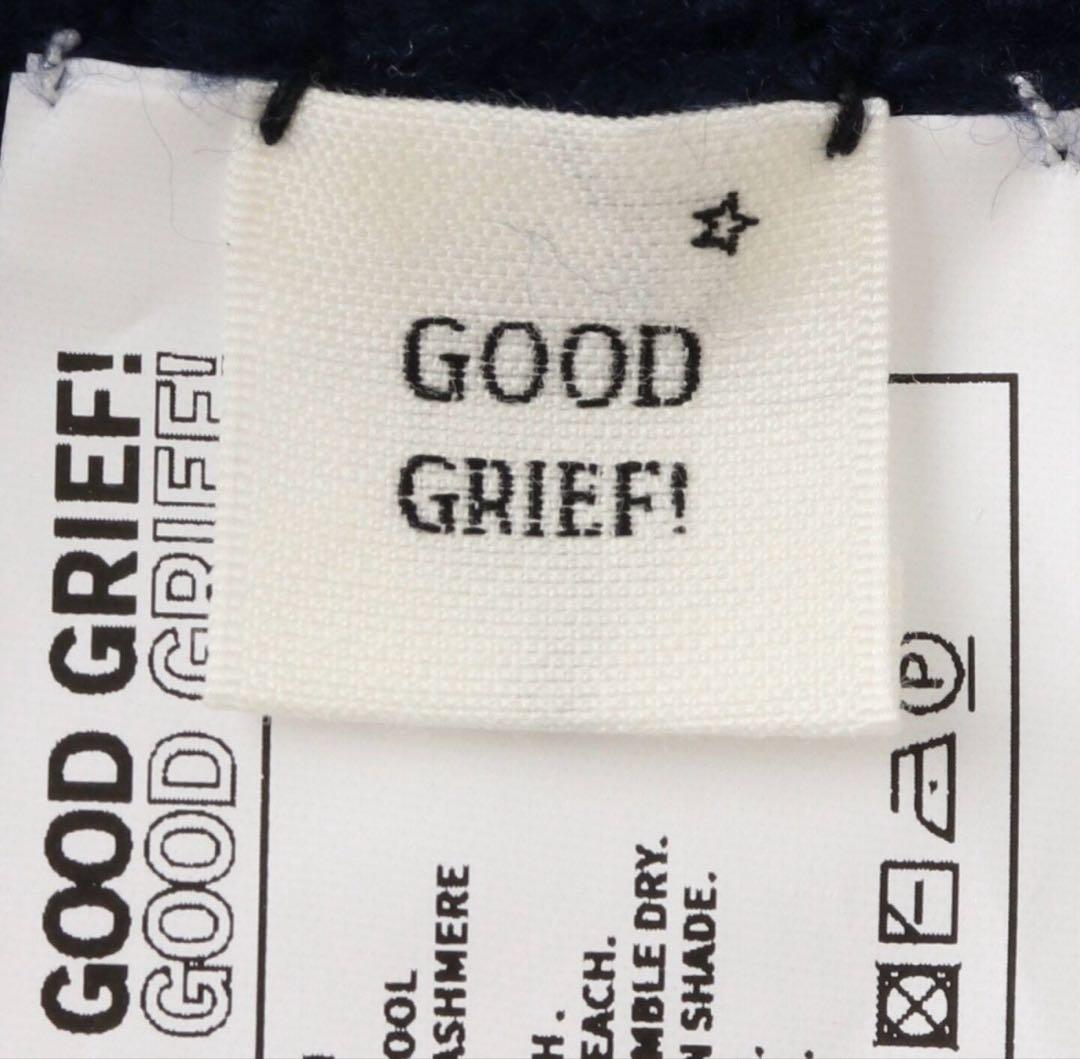 GOOD
GRIEF!
GOOD GRIEF!
GOOD GRIEF!
OOL
ASHMERE
H.
EACH.
MBLE DRY.
N SHADE.
P